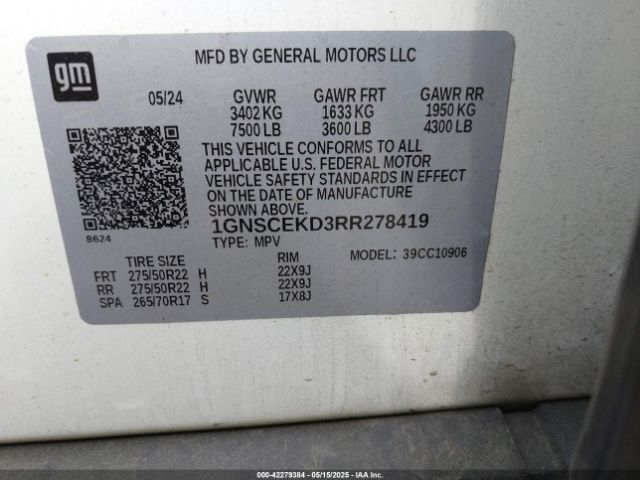 gm
MFD BY GENERAL MOTORS LLC
05/24 GVWR GAWR FRT GAWR RR
3402 KG 1633 KG 1950 KG
7500 LB 3600 LB 4300 LB
THIS VEHICLE CONFORMS TO ALL
APPLICABLE U.S. FEDERAL MOTOR
VEHICLE SAFETY STANDARDS IN EFFECT
ON THE DATE OF MANUFACTURE
SHOWN ABOVE.
8624
1GNSCEKD3RR278419
TYPE: MPV MODEL: 39CC10906
TIRE SIZE RIM
FRT 275/50R22 H 22X9J
RR 275/50R22 H 22X9J
SPA 265/70R17 S 17X8J
000-42279384 - 05/15/2025 - IAA Inc.